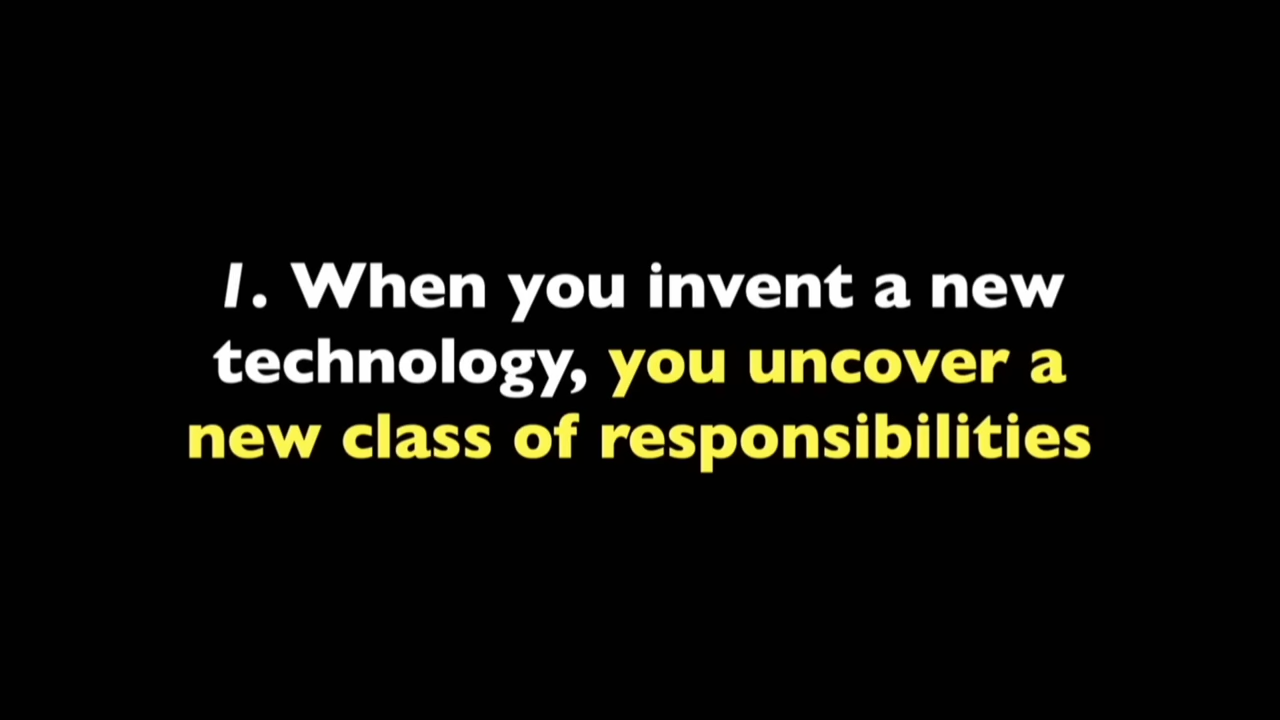 1. When you invent a new
technology, you uncover a
new class of responsibilities